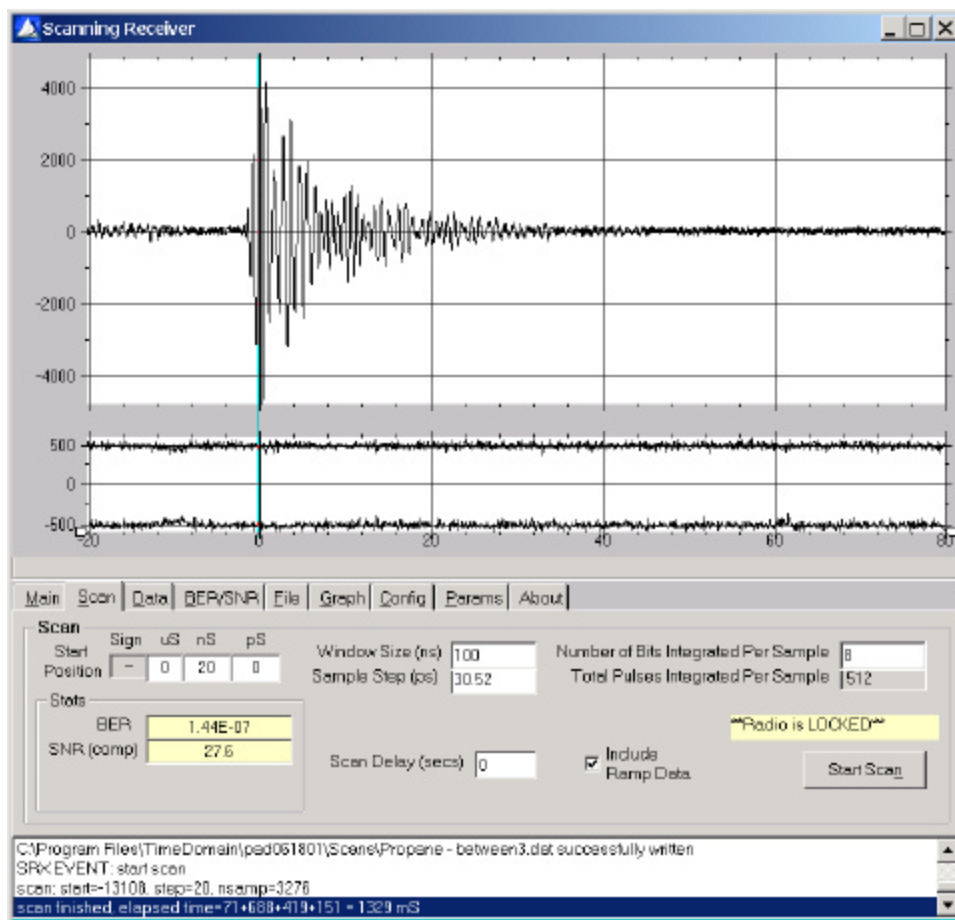 Scanning Receiver
4000
2000
0
-2000
-4000
500
0
-500
-20 0 20 40 60 80
Main Scan Data BER/SNR File Graph Config Params About
Scan
Sign uS nS pS
Start Position - 0 20 0
Window Size (ns) 100
Sample Step (ps) 30.52
Number of Bits Integrated Per Sample 8
Total Pulses Integrated Per Sample 512
Stats
BER 1.44E-07
SNR (comp) 27.6
**Radio is LOCKED**
Scan Delay (secs) 0
Include Ramp Data
Start Scan
C:\Program Files\TimeDomain\pad061801\Scans\Propane - between3.dat successfully written
SRX EVENT: start scan
scan: start=-13108, step=20, nsamp=3276
scan finished, elapsed time=71+688+419+151 = 1329 mS